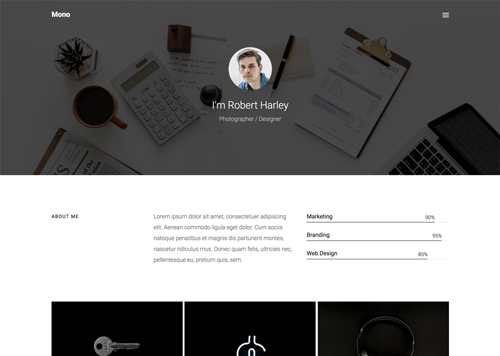 Mono
I'm Robert Harley
Photographer / Designer
ABOUT ME
Lorem ipsum dolor sit amet, consectetuer adipiscing
elit. Aenean commodo ligula eget dolor. Cum sociis
natoque penatibus et magnis dis parturient montes,
nascetur ridiculus mus. Donec quam felis, ultricies nec,
pellentesque eu, pretium quis, sem.
Marketing 90%
Branding 95%
Web Design 85%